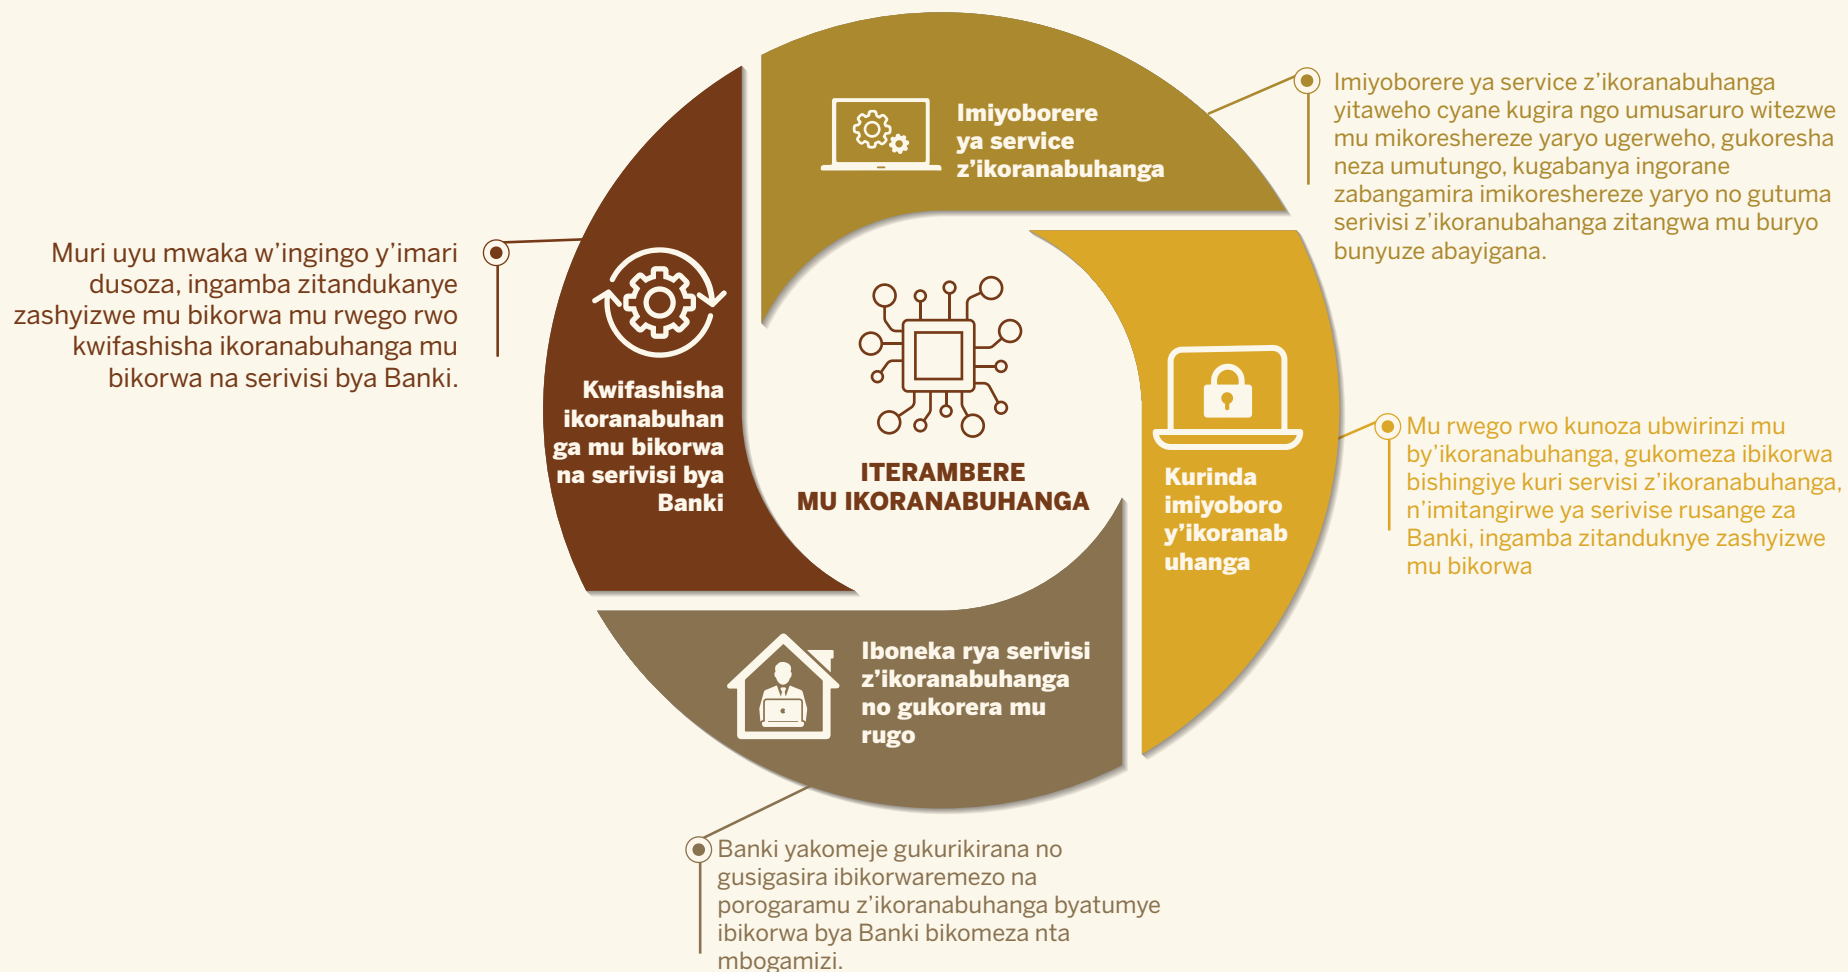 Imiyoborere
ya service
z'ikoranabuhanga
Imiyoborere ya service z'ikoranabuhanga
yitaweho cyane kugira ngo umusaruro witezwe
mu mikoreshereze yaryo ugerweho, gukoresha
neza umutungo, kugabanya ingorane
zabangamira imikoreshereze yaryo no gutuma
serivisi z'ikoranubahanga zitangwa mu buryo
bunyuze abayigana.
Muri uyu mwaka w'ingingo y'imari
dusoza, ingamba zitandukanye
zashyizwe mu bikorwa mu rwego rwo
kwifashisha ikoranabuhanga mu
bikorwa na serivisi bya Banki.
Kwifashisha
ikoranabuhan
ga mu bikorwa
na serivisi bya
Banki
ITERAMBERE
MU IKORANABUHANGA
Kurinda
imiyoboro
y'ikoranab
uhanga
Mu rwego rwo kunoza ubwirinzi mu
by'ikoranabuhanga, gukomeza ibikorwa
bishingiye kuri servisi z'ikoranabuhanga,
n'imitangirwe ya serivise rusange za
Banki, ingamba zitanduknye zashyizwe
mu bikorwa
Iboneka rya serivisi
z'ikoranabuhanga
no gukorera mu
rugo
Banki yakomeje gukurikirana no
gusigasira ibikorwaremezo na
porogaramu z'ikoranabuhanga byatumye
ibikorwa bya Banki bikomeza nta
mbogamizi.